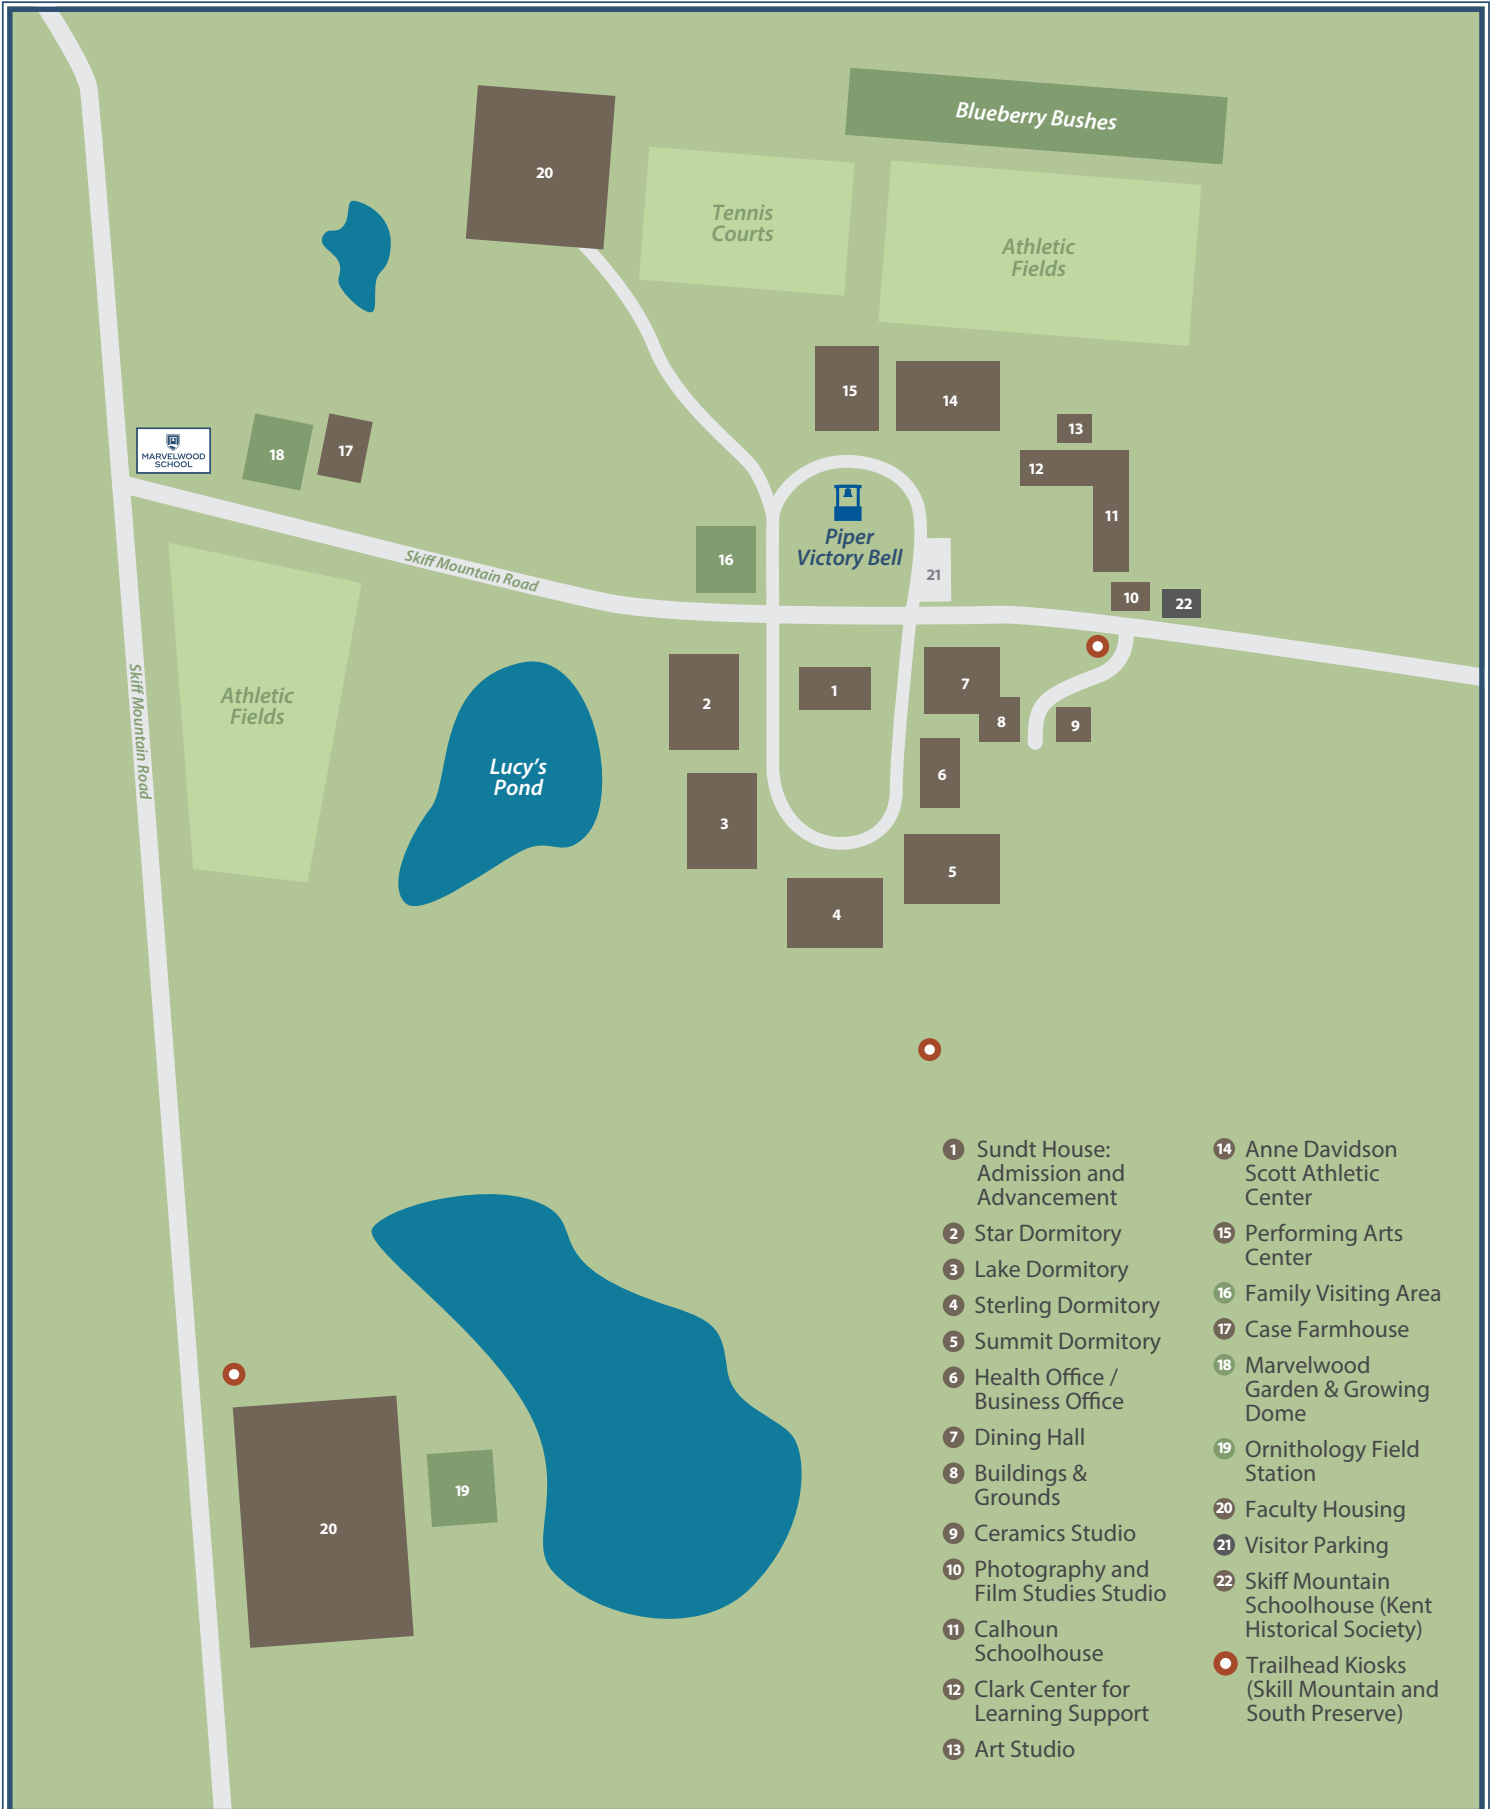 Blueberry Bushes
20
Tennis
Courts
Athletic
Fields
15
14
13
12
11
MARVELWOOD
SCHOOL
18
17
Piper
Victory Bell
16
21
Skiff Mountain Road
10
22
Skiff Mountain Road
Athletic
Fields
2
1
7
8
9
Lucy's
Pond
6
3
5
4
20
19
1 Sundt House:
Admission and
Advancement
2 Star Dormitory
3 Lake Dormitory
4 Sterling Dormitory
5 Summit Dormitory
6 Health Office /
Business Office
7 Dining Hall
8 Buildings &
Grounds
9 Ceramics Studio
10 Photography and
Film Studies Studio
11 Calhoun
Schoolhouse
12 Clark Center for
Learning Support
13 Art Studio
14 Anne Davidson
Scott Athletic
Center
15 Performing Arts
Center
16 Family Visiting Area
17 Case Farmhouse
18 Marvelwood
Garden & Growing
Dome
19 Ornithology Field
Station
20 Faculty Housing
21 Visitor Parking
22 Skiff Mountain
Schoolhouse (Kent
Historical Society)
Trailhead Kiosks
(Skill Mountain and
South Preserve)